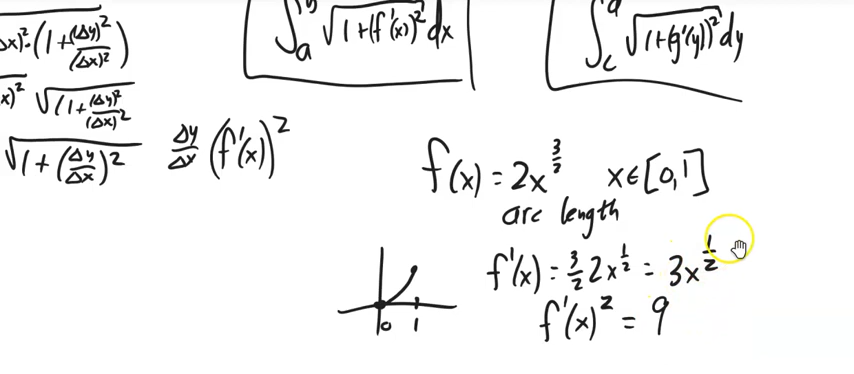 Δx)²·(1+(Δy)²/(Δx)²)
x)² √(1+(Δy)²/(Δx)²
√1+(Δy/Δx)² Δy/Δx (f'(x))²
∫ₐ √1+(f'(x))² dx
∫c √1+(g'(y))² dy
f(x) = 2x^(3/2) x∈[0,1]
arc length
f'(x) = 3/2 2x^(1/2) = 3x^(1/2)
f'(x)² = 9
0 1